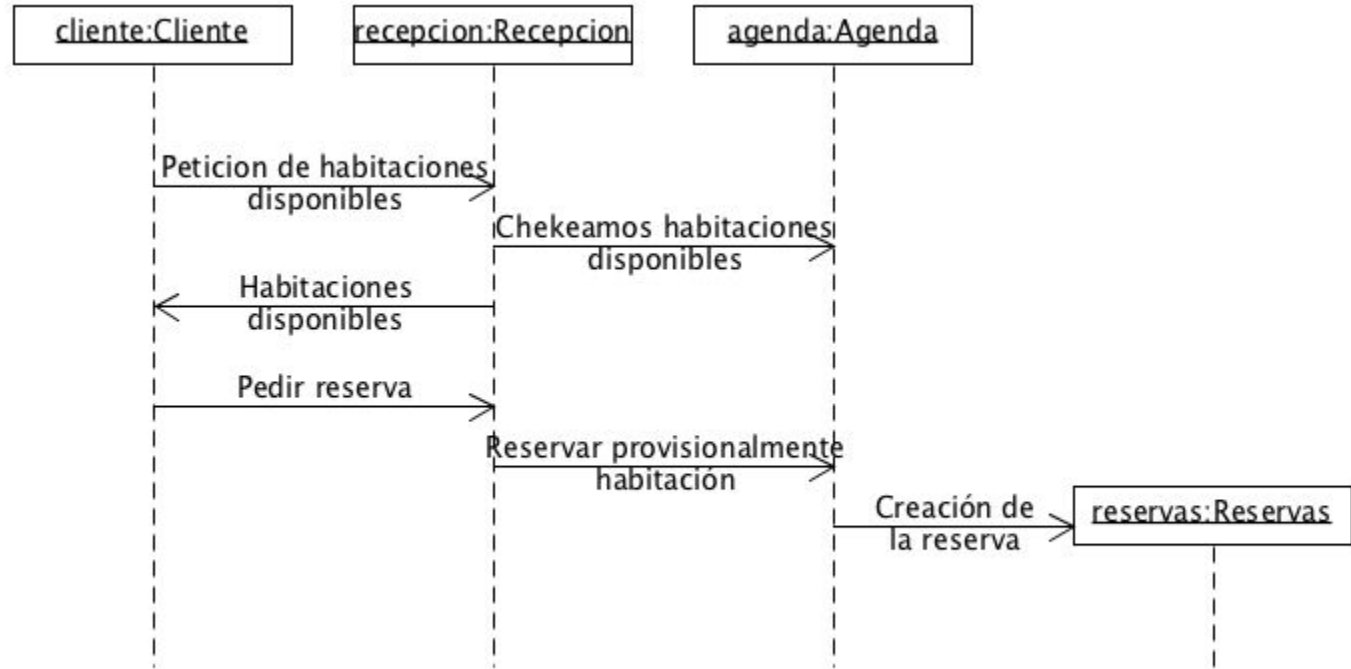 cliente:Cliente
recepcion:Recepcion
agenda:Agenda
Peticion de habitaciones
disponibles
Chekeamos habitaciones
disponibles
Habitaciones
disponibles
Pedir reserva
Reservar provisionalmente
habitación
Creación de
la reserva
reservas:Reservas